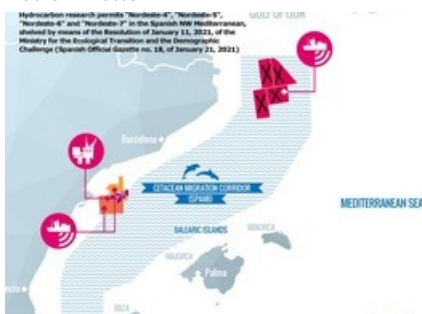 GULF OF LION
Hydrocarbon research permits "Nordeste-4", "Nordeste-5",
"Nordeste-6" and "Nordeste-7" in the Spanish NW Mediterranean,
shelved by means of the Resolution of January 11, 2021, of the
Ministry for the Ecological Transition and the Demographic
Challenge (Spanish Official Gazette no. 18, of January 21, 2021)
Barcelona
CETACEAN MIGRATION CORRIDOR
(SPAMI)
MEDITERRANEAN SEA
BALEARIC ISLANDS
MENORCA
MAJORCA
Palma
IBIZA